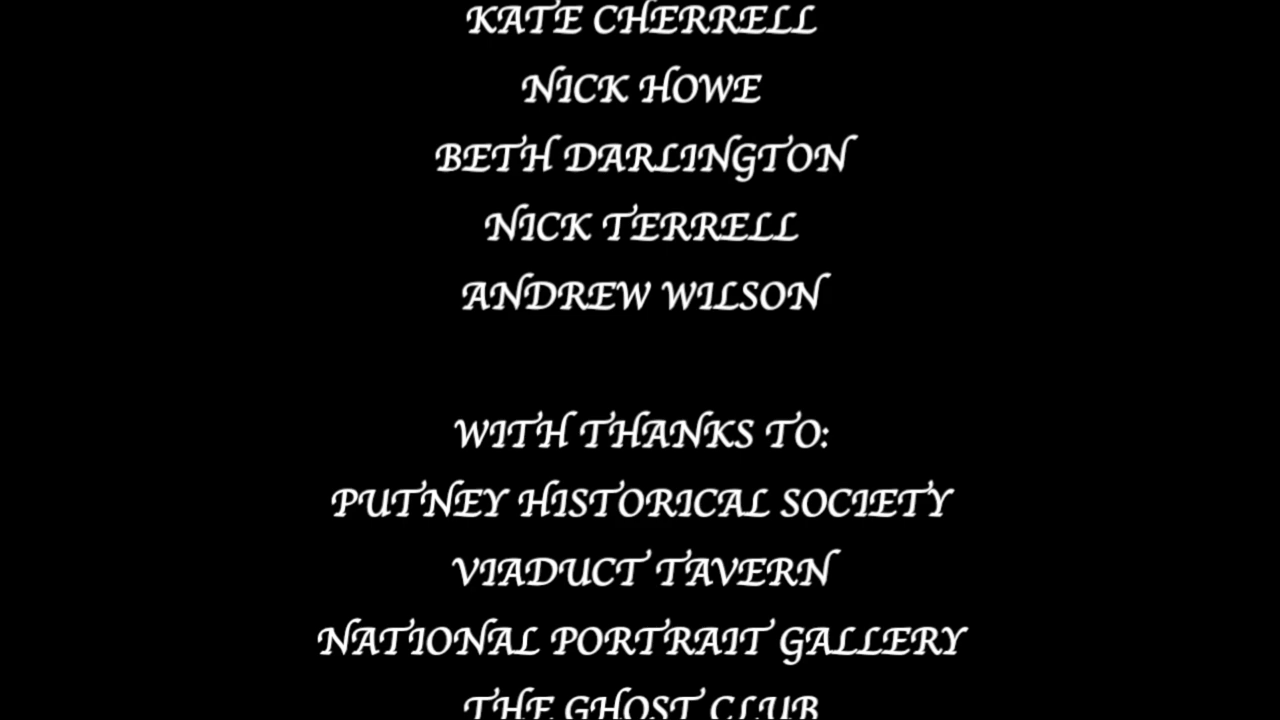 KATE CHERRELL
NICK HOWE
BETH DARLINGTON
NICK TERRELL
ANDREW WILSON
WITH THANKS TO:
PUTNEY HISTORICAL SOCIETY
VIADUCT TAVERN
NATIONAL PORTRAIT GALLERY
THE GHOST CLUB